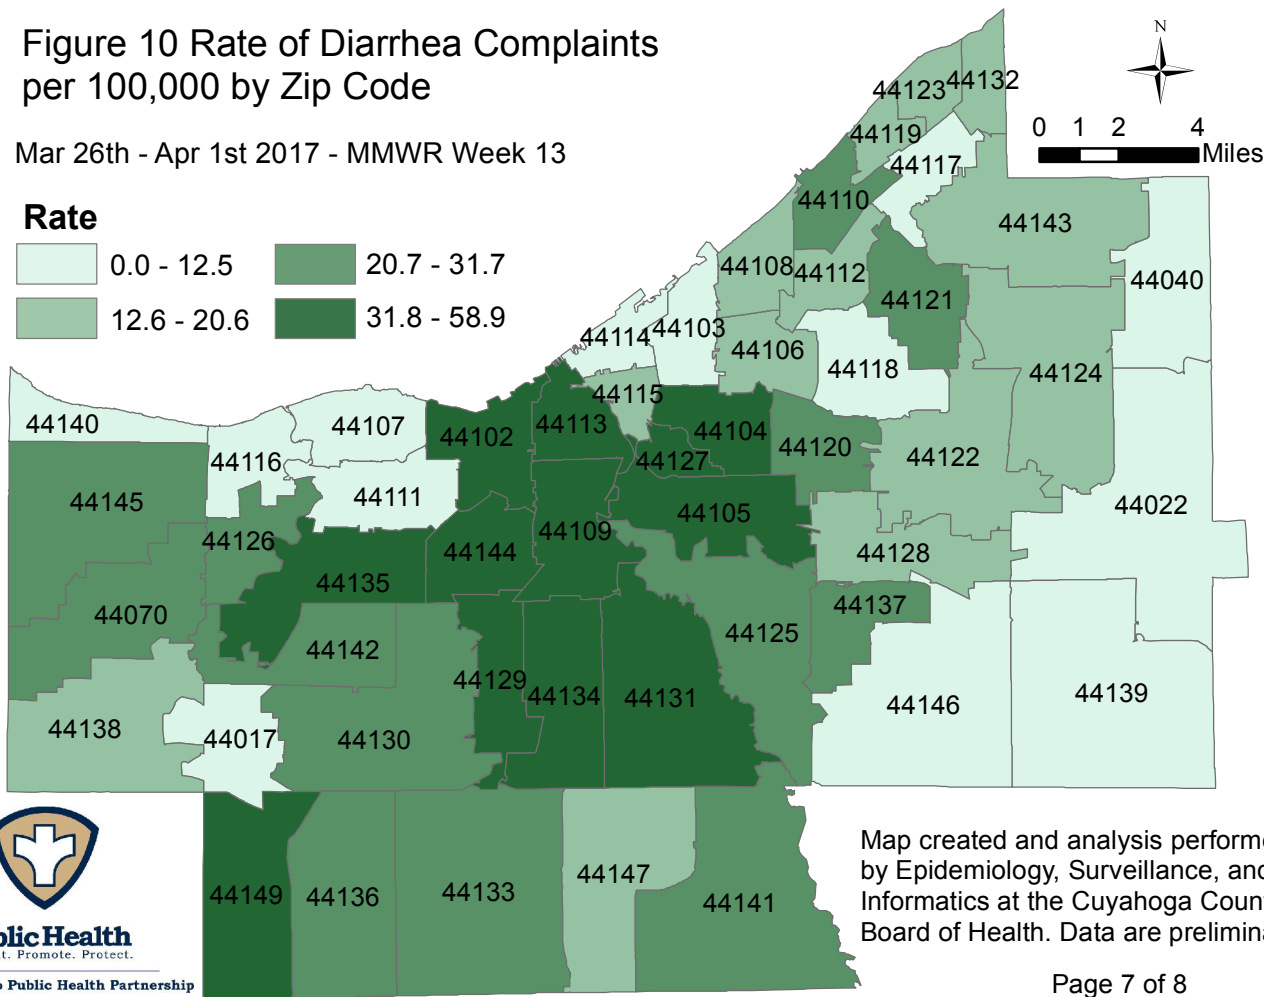 Figure 10 Rate of Diarrhea Complaints
per 100,000 by Zip Code
Mar 26th - Apr 1st 2017 - MMWR Week 13
Rate
0.0 - 12.5
20.7 - 31.7
12.6 - 20.6
31.8 - 58.9
N
0 1 2 4
Miles
44132
44123
44119
44117
44110
44143
44108
44112
44040
44121
44114
44103
44106
44118
44124
44115
44140
44107
44102
44113
44104
44120
44122
44116
44127
44111
44145
44022
44105
44126
44109
44144
44128
44135
44070
44137
44125
44142
44129
44134
44131
44139
44146
44138
44017
44130
44147
44149
44136
44133
44141
Map created and analysis
by Epidemiology, Surveillance,
Informatics at the Cuyahoga
Board of Health. Data are
Page 7 of 8
Health
Promote. Protect.
Public Health Partnership